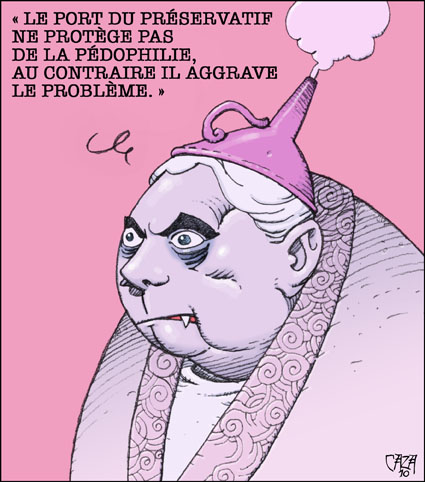 « LE PORT DU PRÉSERVATIF
NE PROTÈGE PAS
DE LA PÉDOPHILIE,
AU CONTRAIRE IL AGGRAVE
LE PROBLÈME. »
CAZA
10